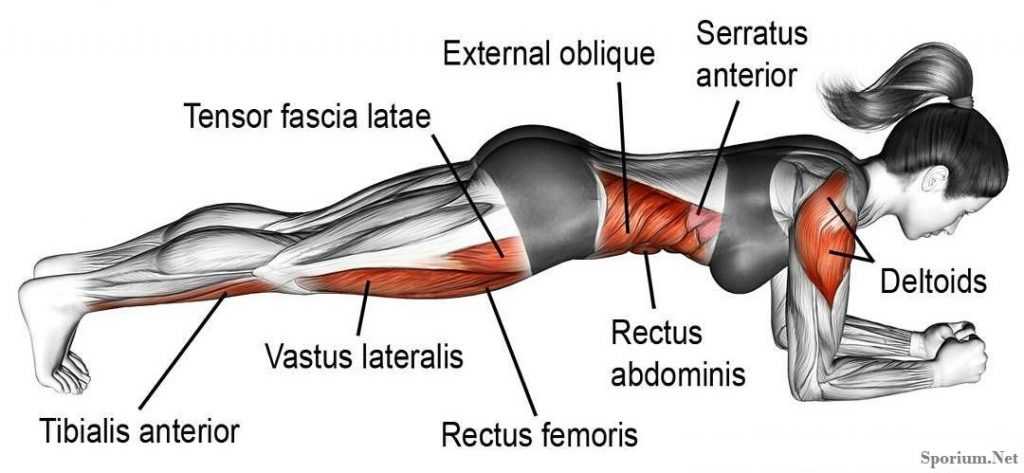 Serratus
anterior
External oblique
Tensor fascia latae
Deltoids
Rectus
abdominis
Vastus lateralis
Tibialis anterior
Rectus femoris
Sporium.Net